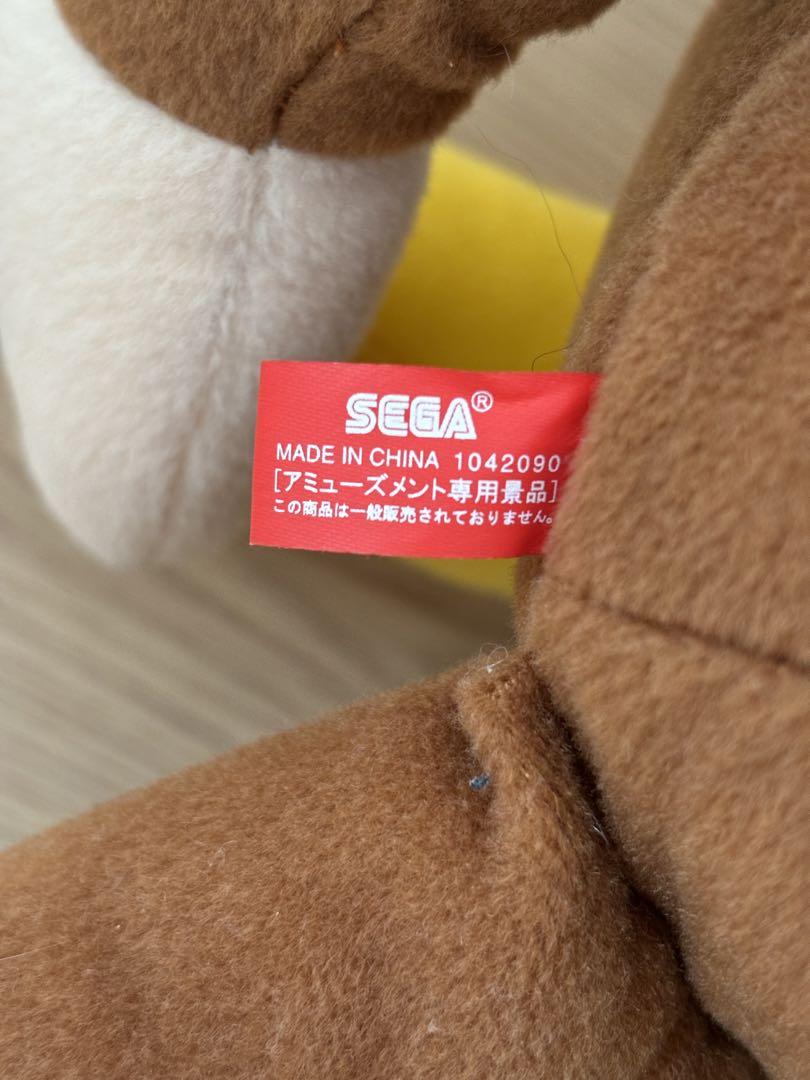 SEGA®
MADE IN CHINA 1042090
[アミューズメント専用景品]
この商品は一般販売されておりません。